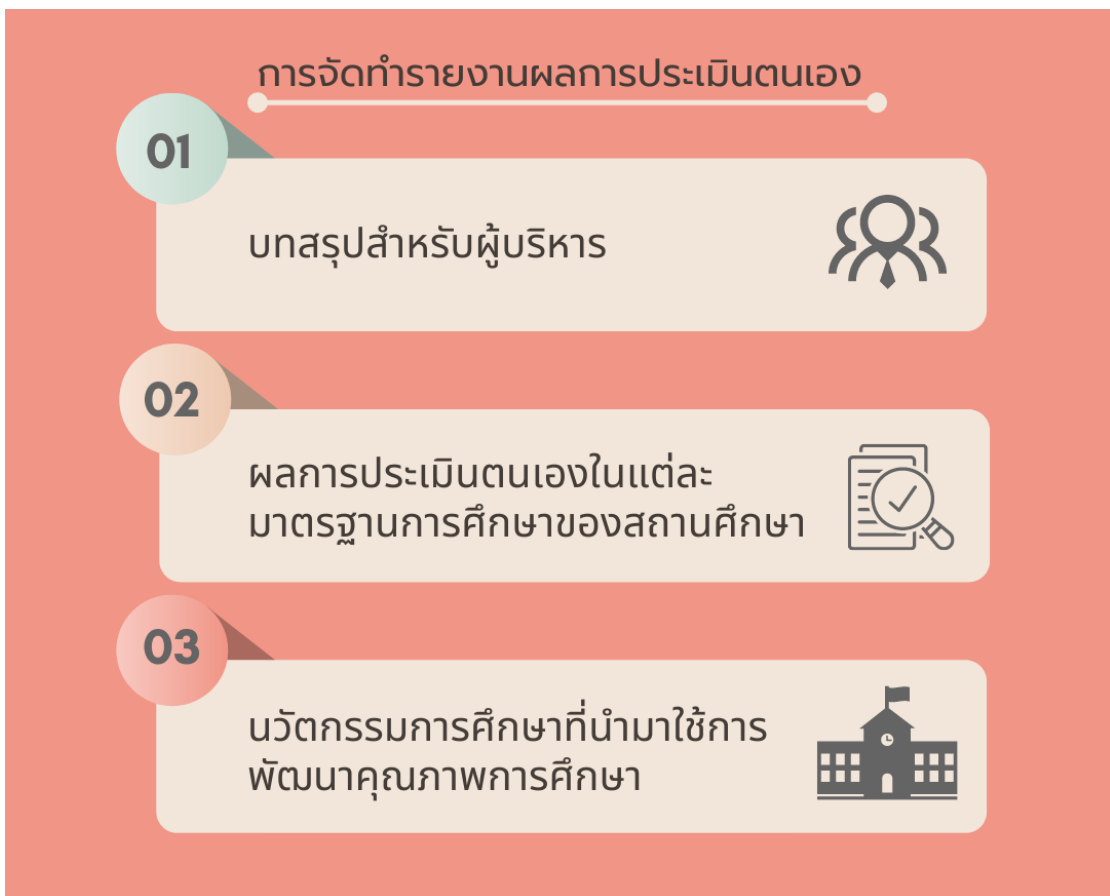 การจัดทำรายงานผลการประเมินตนเอง
01
บทสรุปสำหรับผู้บริหาร
02
ผลการประเมินตนเองในแต่ละ
มาตรฐานการศึกษาของสถานศึกษา
03
นวัตกรรมการศึกษาที่นำมาใช้การ
พัฒนาคุณภาพการศึกษา